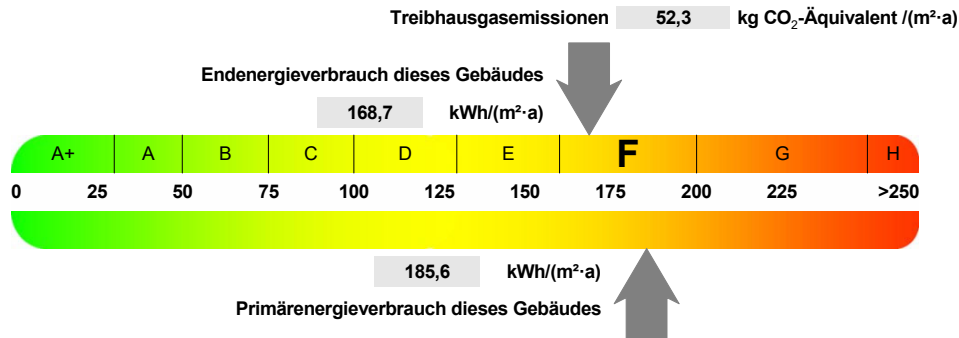 Treibhausgasemissionen 52,3 kg CO₂-Äquivalent /(m²·a)
Endenergieverbrauch dieses Gebäudes
168,7 kWh/(m²·a)
A+ A B C D E F G H
0 25 50 75 100 125 150 175 200 225 >250
185,6 kWh/(m²·a)
Primärenergieverbrauch dieses Gebäudes